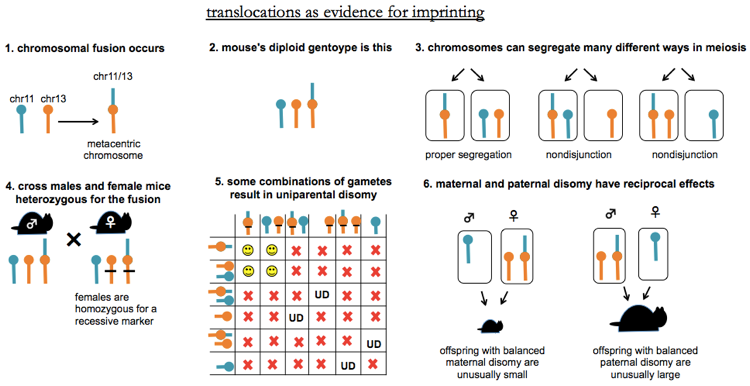 translocations as evidence for imprinting
1. chromosomal fusion occurs
chr11/13
chr11 chr13
metacentric
chromosome
2. mouse's diploid gentoype is this
3. chromosomes can segregate many different ways in meiosis
proper segregation
nondisjunction
nondisjunction
4. cross males and female mice
heterozygous for the fusion
♂
♀
females are
homozygous for a
recessive marker
5. some combinations of gametes
result in uniparental disomy
UD
UD
UD
UD
6. maternal and paternal disomy have reciprocal effects
♂ ♀
♂ ♀
offspring with balanced
maternal disomy are
unusually small
offspring with balanced
paternal disomy are
unusually large